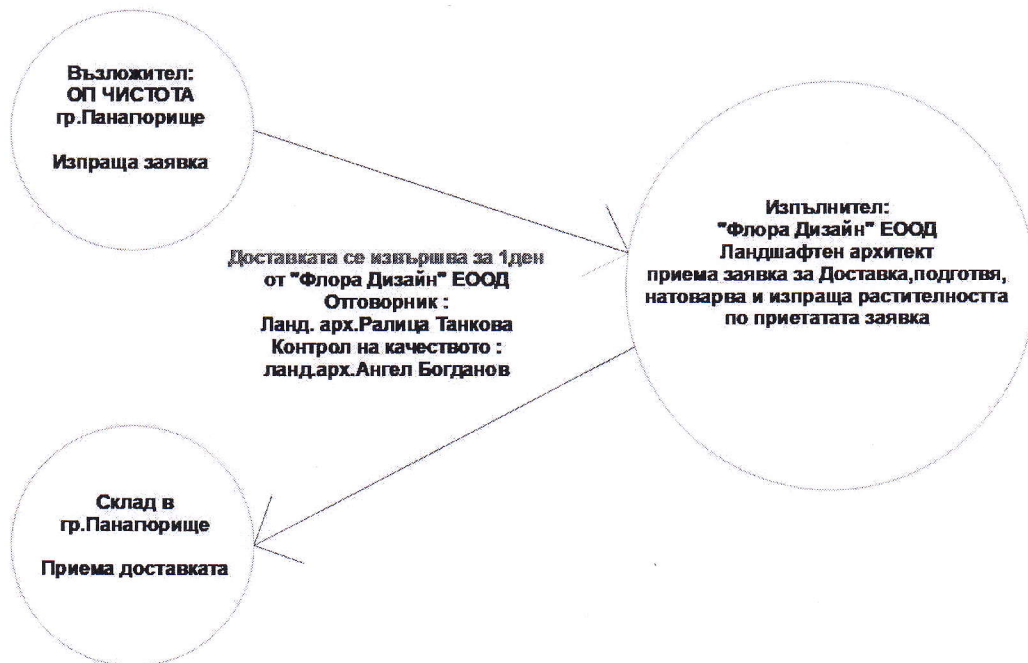 Възложител:
ОП ЧИСТОТА
гр.Панагюрище
Изпраща заявка
Изпълнител:
"Флора Дизайн" ЕООД
Ландшафтен архитект
приема заявка за Доставка,подготвя,
натоварва и изпраща растителността
по приетатата заявка
Доставката се извършва за 1ден
от "Флора Дизайн" ЕООД
Отговорник :
Ланд. арх.Ралица Танкова
Контрол на качеството :
ланд.арх.Ангел Богданов
Склад в
гр.Панагюрище
Приема доставката